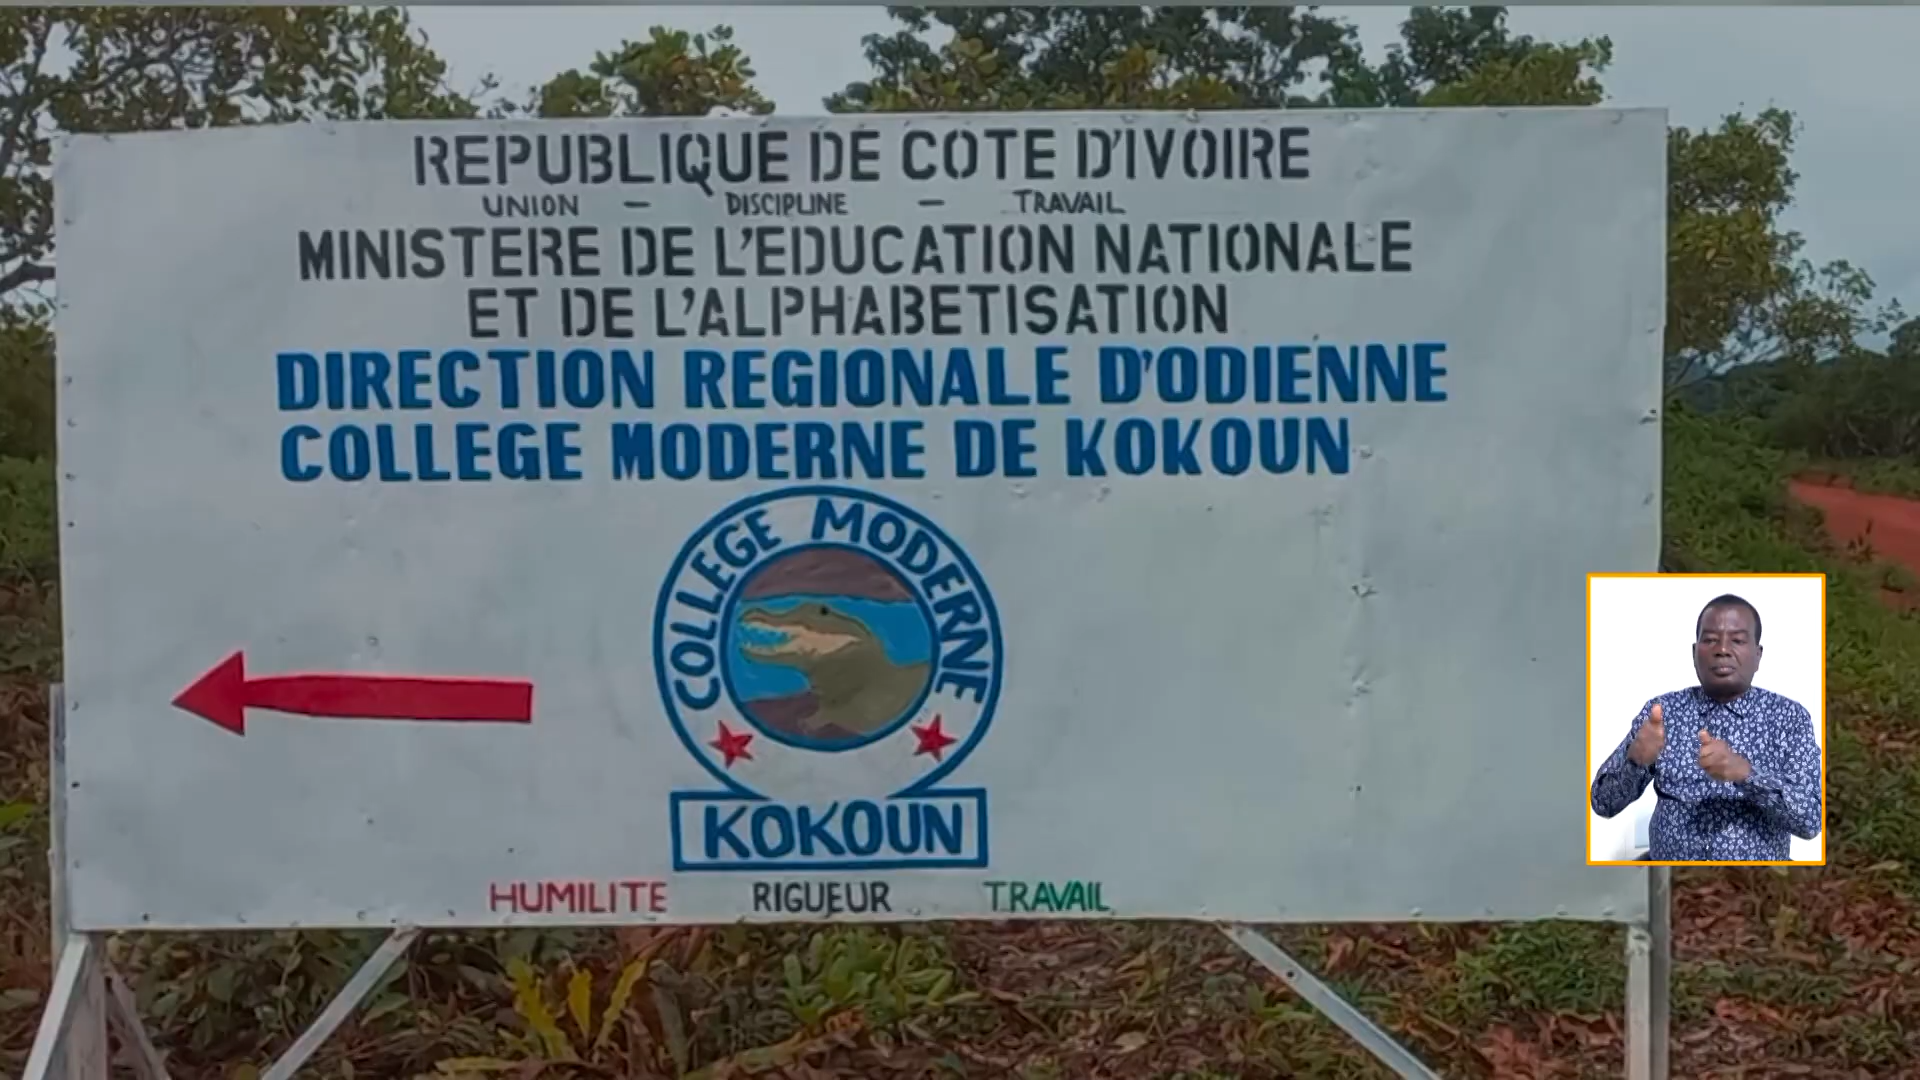 REPUBLIQUE DE COTE D'IVOIRE
UNION - DISCIPLINE - TRAVAIL
MINISTERE DE L'EDUCATION NATIONALE
ET DE L'ALPHABETISATION
DIRECTION REGIONALE D'ODIENNE
COLLEGE MODERNE DE KOKOUN
COLLEGE MODERNE
KOKOUN
HUMILITE RIGUEUR TRAVAIL